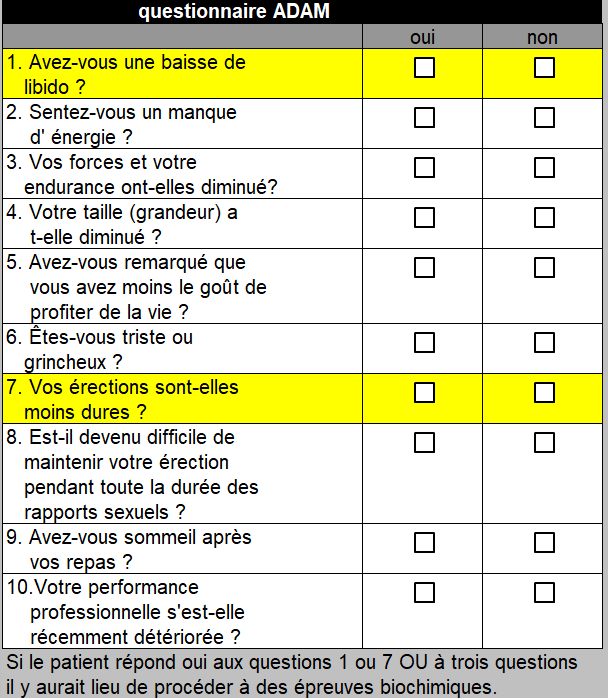 questionnaire ADAM
oui non
1. Avez-vous une baisse de
libido ?
2. Sentez-vous un manque
d' énergie ?
3. Vos forces et votre
endurance ont-elles diminué?
4. Votre taille (grandeur) a
t-elle diminué ?
5. Avez-vous remarqué que
vous avez moins le goût de
profiter de la vie ?
6. Êtes-vous triste ou
grincheux ?
7. Vos érections sont-elles
moins dures ?
8. Est-il devenu difficile de
maintenir votre érection
pendant toute la durée des
rapports sexuels ?
9. Avez-vous sommeil après
vos repas ?
10.Votre performance
professionnelle s'est-elle
récemment détériorée ?
Si le patient répond oui aux questions 1 ou 7 OU à trois questions
il y aurait lieu de procéder à des épreuves biochimiques.